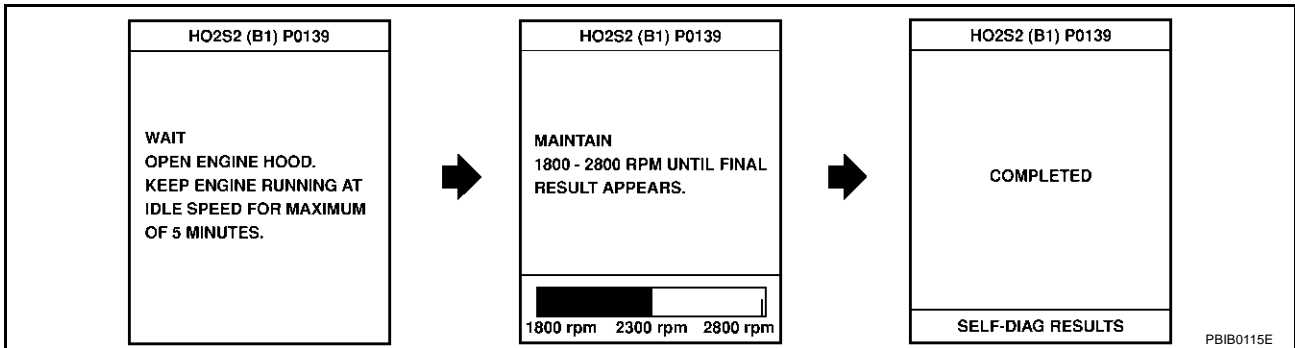 HO2S2 (B1) P0139
WAIT
OPEN ENGINE HOOD.
KEEP ENGINE RUNNING AT
IDLE SPEED FOR MAXIMUM
OF 5 MINUTES.
HO2S2 (B1) P0139
MAINTAIN
1800 - 2800 RPM UNTIL FINAL
RESULT APPEARS.
1800 rpm 2300 rpm 2800 rpm
HO2S2 (B1) P0139
COMPLETED
SELF-DIAG RESULTS
PBIB0115E